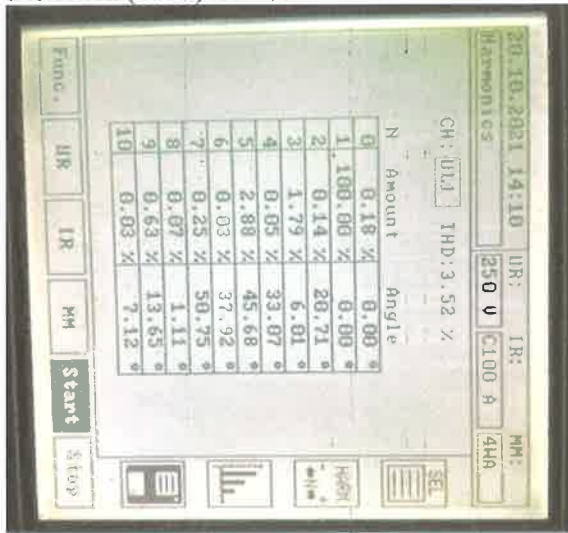 20.10.2021 14:10 UR: IR: MM:
Harmonics 250 V C100 A 4HA
CH: UL1 THD:3.52 %
N Amount Angle
0 0.18 % 0.00 °
1 100.00 % 0.00 °
2 0.14 % 20.71 °
3 1.79 % 6.01 °
4 0.05 % 33.07 °
5 2.88 % 45.68 °
6 0.03 % 37.92 °
7 0.25 % 50.75 °
8 0.07 % 1.11 °
9 0.63 % 13.65 °
10 0.03 % 7.12 °
SEL
HARM
- +
=N=
Func. UR IR MM Start Stop